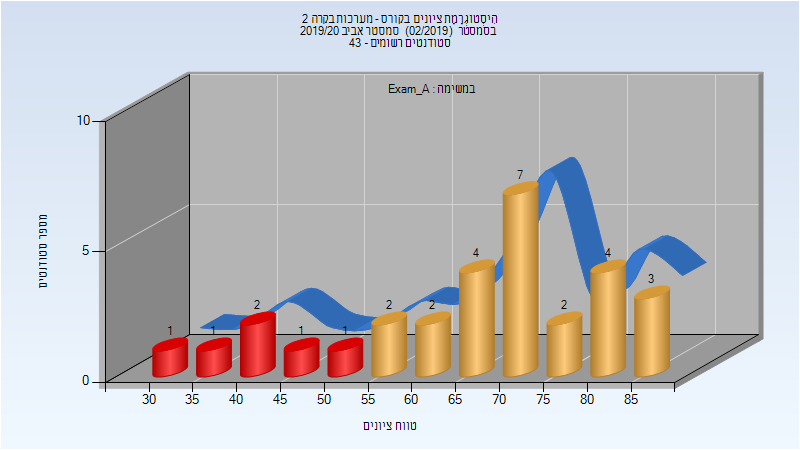 היסטוגרמת ציונים בקורס - מערכות בקרה 2
בסמסטר (02/2019) סמסטר אביב 2019/20
סטודנטים רשומים - 43
במשימה : Exam_A
10
5
0
מספר סטודנטים
1
1
2
1
1
2
2
4
7
2
4
3
30 35 40 45 50 55 60 65 70 75 80 85
טווח ציונים